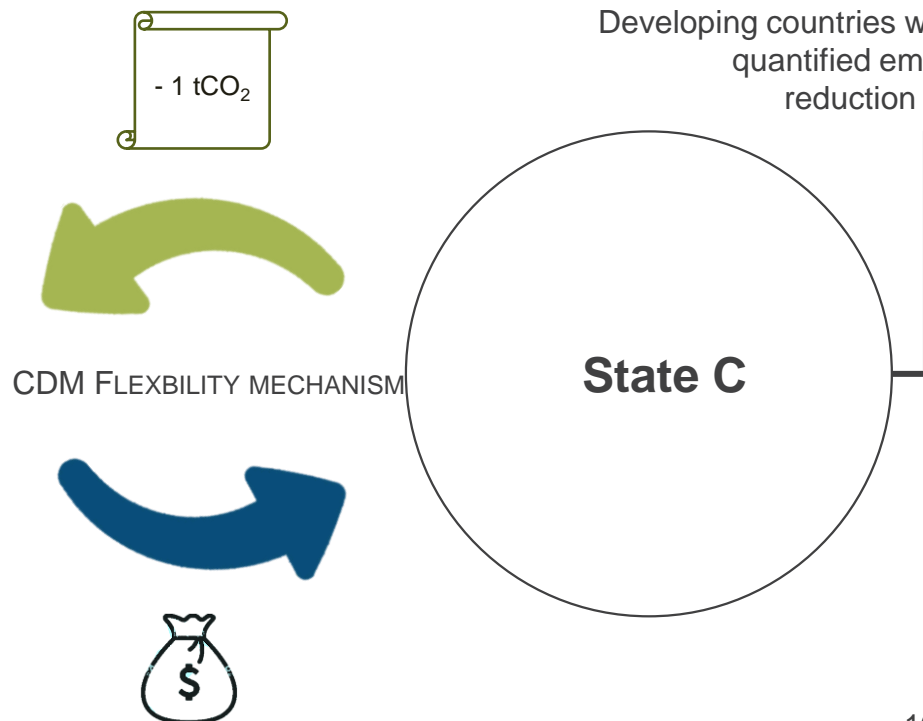 Developing countries w
quantified em
reduction
- 1 tCO₂
CDM FLEXBILITY MECHANISM
State C
$